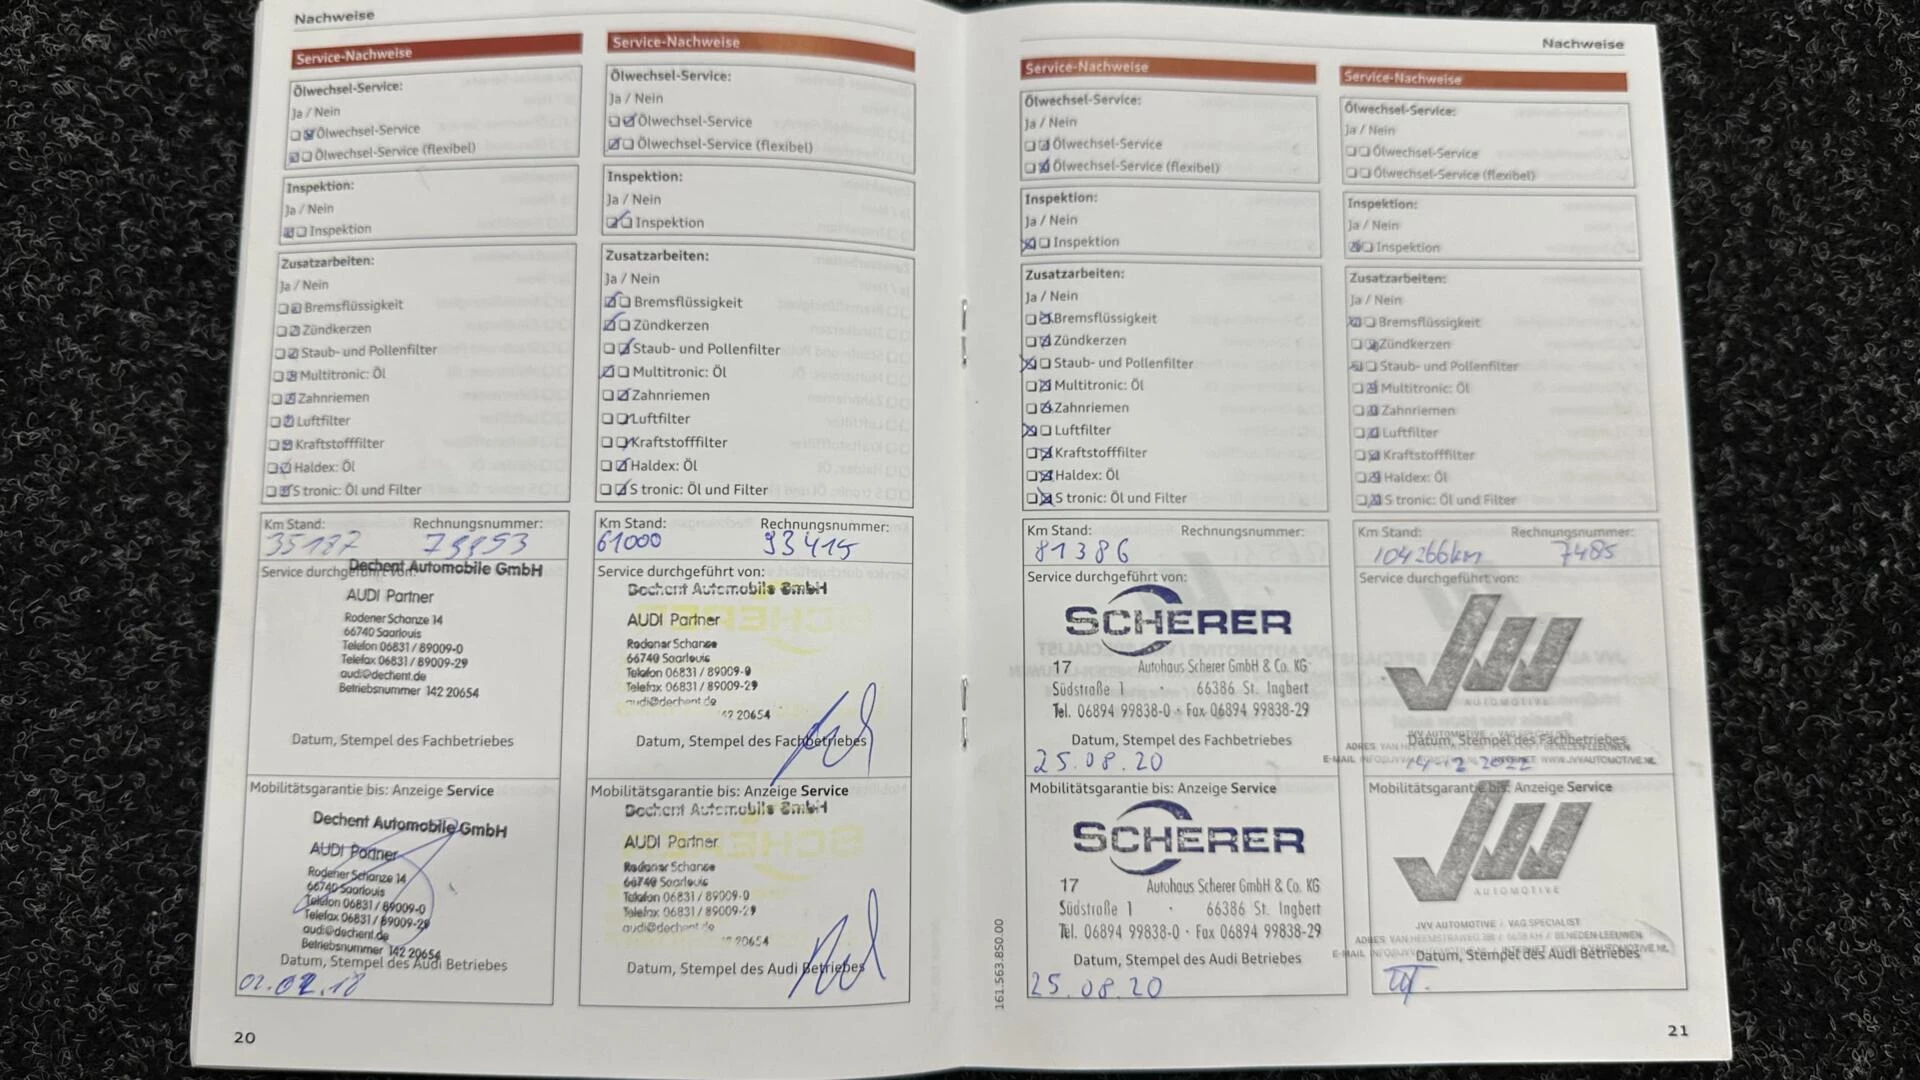 Nachweise
Service-Nachweise
Ölwechsel-Service:
Ja / Nein
Ölwechsel-Service
Ölwechsel-Service (flexibel)
Inspektion:
Ja / Nein
Inspektion
Zusatzarbeiten:
Ja / Nein
Bremsflüssigkeit
Zündkerzen
Staub- und Pollenfilter
Multitronic: Öl
Zahnriemen
Luftfilter
Kraftstofffilter
Haldex: Öl
S tronic: Öl und Filter
Km Stand: Rechnungsnummer:
35187
Service durchgeführt von:
Dechent Automobile GmbH
AUDI Partner
Rodener Schanze 14
66740 Saarlouis
Telefon 06831 / 89009-0
Telefax 06831 / 89009-29
audi@dechent.de
Betriebsnummer 142 20654
Datum, Stempel des Fachbetriebes
Mobilitätsgarantie bis: Anzeige Service
Dechent Automobile GmbH
AUDI Partner
Rodener Schanze 14
66740 Saarlouis
Telefon 06831 / 89009-0
Telefax 06831 / 89009-29
audi@dechent.de
Betriebsnummer 142 20654
Datum, Stempel des Audi Betriebes
20
Service-Nachweise
Ölwechsel-Service:
Ja / Nein
Ölwechsel-Service
Ölwechsel-Service (flexibel)
Inspektion:
Ja / Nein
Inspektion
Zusatzarbeiten:
Ja / Nein
Bremsflüssigkeit
Zündkerzen
Staub- und Pollenfilter
Multitronic: Öl
Zahnriemen
Luftfilter
Kraftstofffilter
Haldex: Öl
S tronic: Öl und Filter
Km Stand: Rechnungsnummer:
61000 93415
Service durchgeführt von:
Dechent Automobile GmbH
AUDI Partner
Rodener Schanze
66740 Saarlouis
Telefon 06831 / 89009-0
Telefax 06831 / 89009-29
audi@dechent.de
20654
Datum, Stempel des Fachbetriebes
Mobilitätsgarantie bis: Anzeige Service
Dechent Automobile GmbH
AUDI Partner
Rodener Schanze
66740 Saarlouis
Telefon 06831 / 89009-0
Telefax 06831 / 89009-29
audi@dechent.de
20654
Datum, Stempel des Audi Betriebes
Nachweise
Service-Nachweise
Ölwechsel-Service:
Ja / Nein
Ölwechsel-Service
Ölwechsel-Service (flexibel)
Inspektion:
Ja / Nein
Inspektion
Zusatzarbeiten:
Ja / Nein
Bremsflüssigkeit
Zündkerzen
Staub- und Pollenfilter
Multitronic: Öl
Zahnriemen
Luftfilter
Kraftstofffilter
Haldex: Öl
S tronic: Öl und Filter
Km Stand: Rechnungsnummer:
81386
Service durchgeführt von:
SCHERER
17 Autohaus Scherer GmbH & Co. KG
Südstraße 1 · 66386 St. Ingbert
Tel. 06894 99838-0 · Fax 06894 99838-29
Datum, Stempel des Fachbetriebes
25.08.20
Mobilitätsgarantie bis: Anzeige Service
SCHERER
17 Autohaus Scherer GmbH & Co. KG
Südstraße 1 · 66386 St. Ingbert
Tel. 06894 99838-0 · Fax 06894 99838-29
Datum, Stempel des Audi Betriebes
25.08.20
161.563.850.00
Service-Nachweise
Ölwechsel-Service:
Ja / Nein
Ölwechsel-Service
Ölwechsel-Service (flexibel)
Inspektion:
Ja / Nein
Inspektion
Zusatzarbeiten:
Ja / Nein
Bremsflüssigkeit
Zündkerzen
Staub- und Pollenfilter
Multitronic: Öl
Zahnriemen
Luftfilter
Kraftstofffilter
Haldex: Öl
S tronic: Öl und Filter
Km Stand: Rechnungsnummer:
104266km 7485
Service durchgeführt von:
AUTOMOTIVE
Datum, Stempel des Fachbetriebes
Mobilitätsgarantie bis: Anzeige Service
AUTOMOTIVE
JVV AUTOMOTIVE / VAG SPECIALIST
Datum, Stempel des Audi Betriebes
21